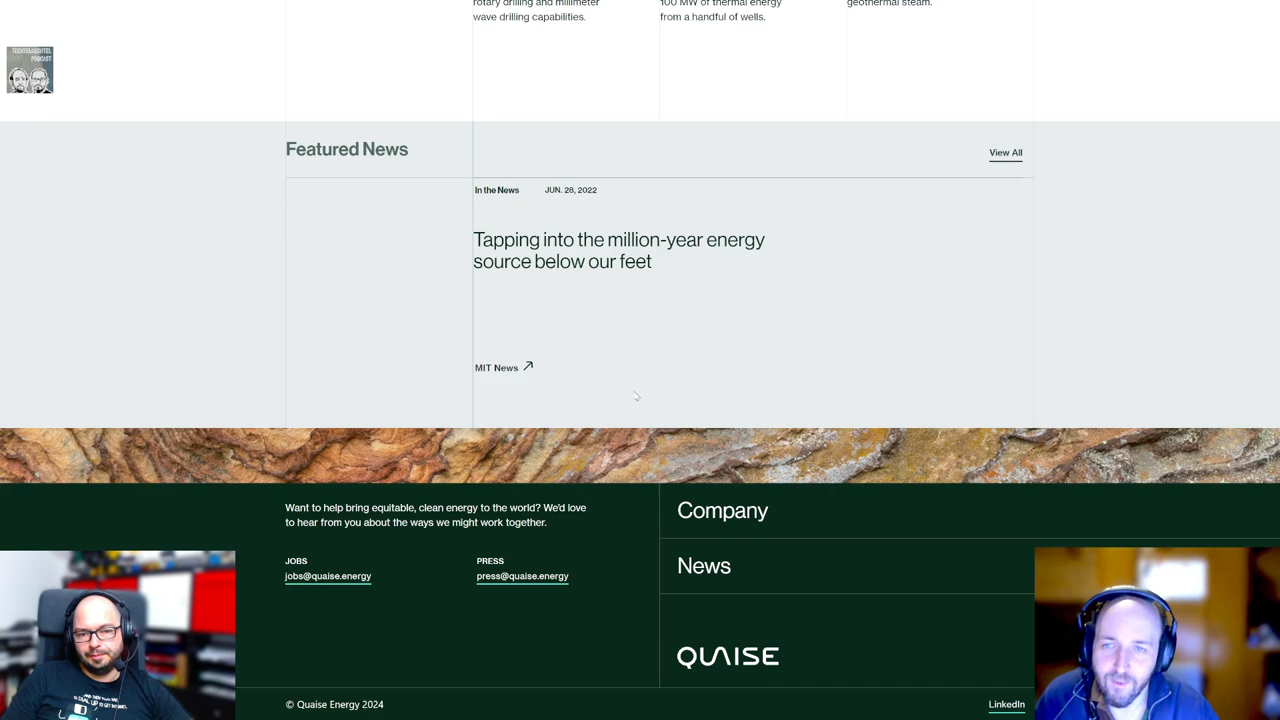 rotary drilling and millimeter
wave drilling capabilities.
100 MW of thermal energy
from a handful of wells.
geothermal steam.
TECHTELMECHTEL
PODCAST
Featured News
View All
In the News
JUN. 28, 2022
Tapping into the million-year energy
source below our feet
MIT News
Want to help bring equitable, clean energy to the world? We'd love
to hear from you about the ways we might work together.
JOBS
jobs@quaise.energy
PRESS
press@quaise.energy
Company
News
QUAISE
© Quaise Energy 2024
LinkedIn